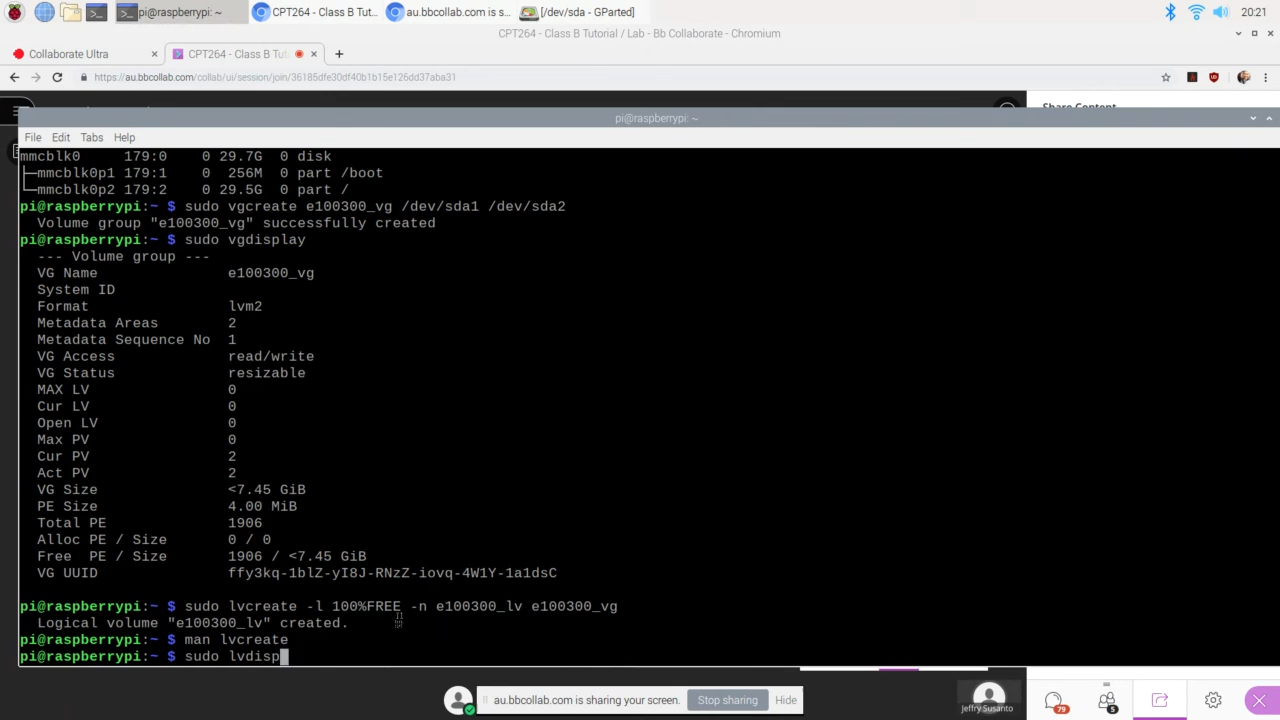 pi@raspberrypi: ~
CPT264 - Class B Tut...
au.bbcollab.com is s...
[/dev/sda - GParted]
20:21
CPT264 - Class B Tutorial / Lab - Bb Collaborate - Chromium
Collaborate Ultra
CPT264 - Class B Tut
https://au.bbcollab.com/collab/ui/session/join/36185dfe30df40b1b15e126dd37aba31
Share Content
pi@raspberrypi: ~
File Edit Tabs Help
mmcblk0     179:0    0 29.7G  0 disk
├─mmcblk0p1 179:1    0  256M  0 part /boot
└─mmcblk0p2 179:2    0 29.5G  0 part /
pi@raspberrypi:~ $ sudo vgcreate e100300_vg /dev/sda1 /dev/sda2
  Volume group "e100300_vg" successfully created
pi@raspberrypi:~ $ sudo vgdisplay
  --- Volume group ---
  VG Name               e100300_vg
  System ID
  Format                lvm2
  Metadata Areas        2
  Metadata Sequence No  1
  VG Access             read/write
  VG Status             resizable
  MAX LV                0
  Cur LV                0
  Open LV               0
  Max PV                0
  Cur PV                2
  Act PV                2
  VG Size               <7.45 GiB
  PE Size               4.00 MiB
  Total PE              1906
  Alloc PE / Size       0 / 0
  Free  PE / Size       1906 / <7.45 GiB
  VG UUID               ffy3kq-1blZ-yI8J-RNzZ-iovq-4W1Y-1a1dsC
pi@raspberrypi:~ $ sudo lvcreate -l 100%FREE -n e100300_lv e100300_vg
  Logical volume "e100300_lv" created.
pi@raspberrypi:~ $ man lvcreate
pi@raspberrypi:~ $ sudo lvdisp
au.bbcollab.com is sharing your screen.
Stop sharing
Hide
Jeffry Susanto
79
5